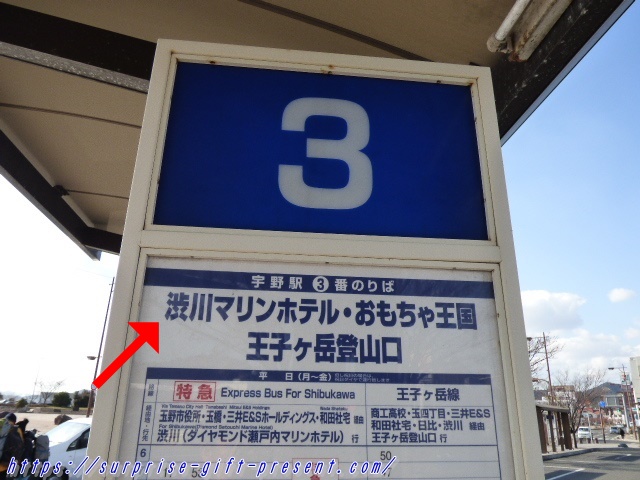 3
宇野駅 3 番のりば
渋川マリンホテル・おもちゃ王国
王子ヶ岳登山口
平 日(月~金)
特急 Express Bus For Shibukawa 王子ヶ岳線
玉野市役所・玉橋・三井E&Sホールディングス・和田社宅 経由 商工高校・玉四丁目・三井E&S
和田社宅・日比・渋川 経由
渋川(ダイヤモンド瀬戸内マリンホテル) 行 王子ヶ岳登山口 行
6 50
https://surprise-gift-present.com/